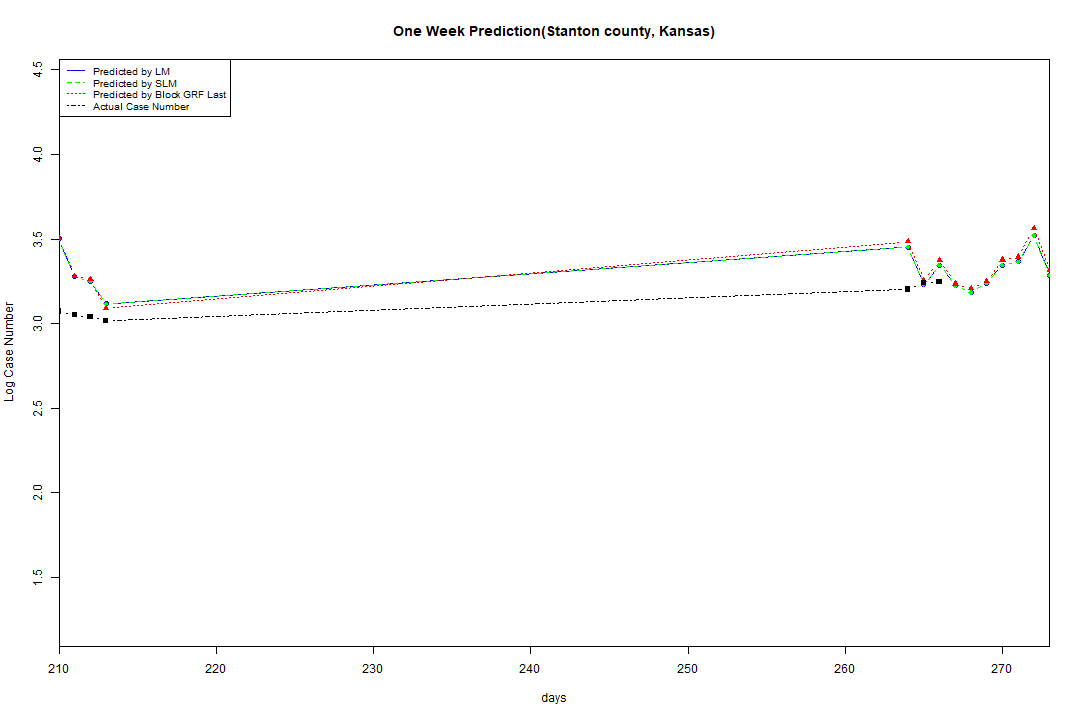 One Week Prediction(Stanton county, Kansas)
Predicted by LM
Predicted by SLM
Predicted by Block GRF Last
Actual Case Number
Log Case Number
4.5
4.0
3.5
3.0
2.5
2.0
1.5
210 220 230 240 250 260 270
days